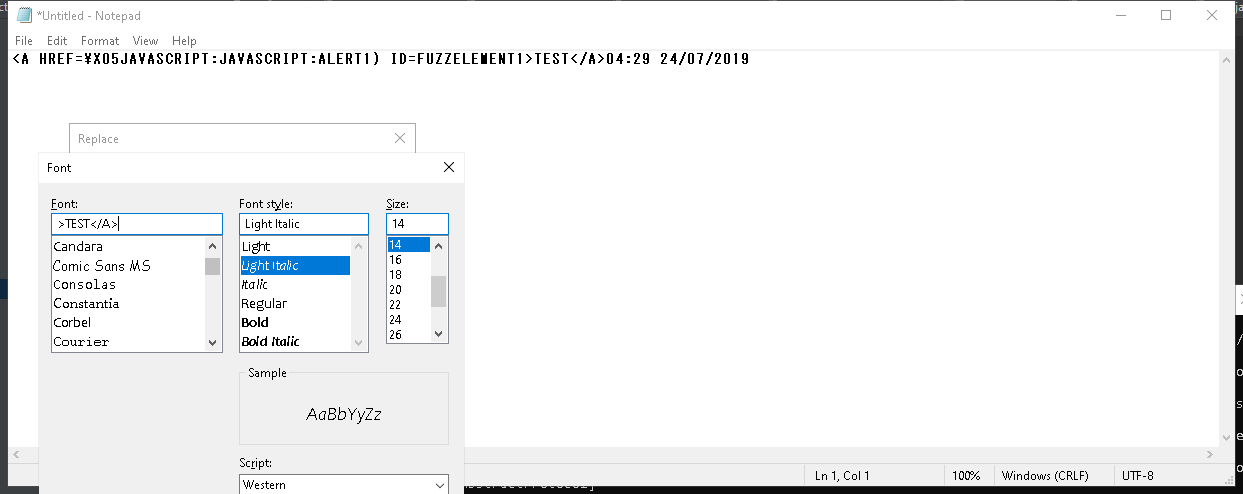 *Untitled - Notepad
File Edit Format View Help
<A HREF=¥X05JAVASCRIPT:JAVASCRIPT:ALERT1) ID=FUZZELEMENT1>TEST</A>04:29 24/07/2019
Replace
Font
Font: Font style: Size:
>TEST</A> Light Italic 14
Candara Light 14
Comic Sans MS Light Italic 16
Consolas Italic 18
Constantia Regular 20
Corbel Bold 22
Courier Bold Italic 24
26
Sample
AaBbYyZz
Script:
Western
Ln 1, Col 1 100% Windows (CRLF) UTF-8